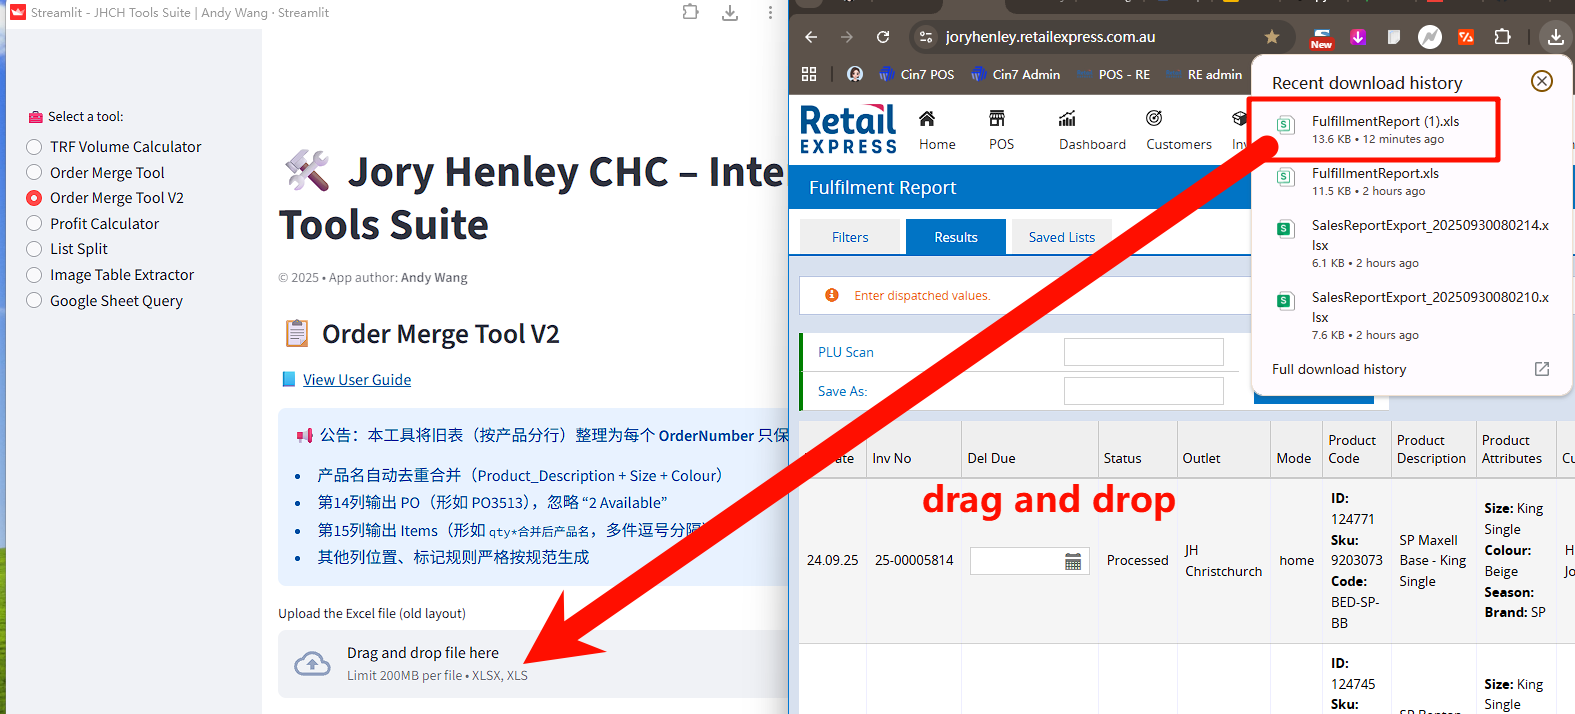 Streamlit - JHCH Tools Suite | Andy Wang · Streamlit
Select a tool:
TRF Volume Calculator
Order Merge Tool
Order Merge Tool V2
Profit Calculator
List Split
Image Table Extractor
Google Sheet Query
Jory Henley CHC – Inte
Tools Suite
© 2025 • App author: Andy Wang
Order Merge Tool V2
View User Guide
公告：本工具将旧表（按产品分行）整理为每个 OrderNumber 只保
• 产品名自动去重合并（Product_Description + Size + Colour）
• 第14列输出 PO（形如 PO3513），忽略 “2 Available”
• 第15列输出 Items（形如 qty*合并后产品名，多件逗号分隔
• 其他列位置、标记规则严格按规范生成
Upload the Excel file (old layout)
Drag and drop file here
Limit 200MB per file • XLSX, XLS
joryhenley.retailexpress.com.au
New
Cin7 POS
Cin7 Admin
POS - RE
RE admin
Retail
EXPRESS
Home
POS
Dashboard
Customers
Inv
Fulfilment Report
Filters
Results
Saved Lists
Enter dispatched values.
PLU Scan
Save As:
Recent download history
FulfillmentReport (1).xls
13.6 KB • 12 minutes ago
FulfillmentReport.xls
11.5 KB • 2 hours ago
SalesReportExport_20250930080214.x
lsx
6.1 KB • 2 hours ago
SalesReportExport_20250930080210.x
lsx
7.6 KB • 2 hours ago
Full download history
drag and drop
Inv No
Del Due
Status
Outlet
Mode
Product
Code
Product
Description
Product
Attributes
Cu
24.09.25
25-00005814
Processed
JH
Christchurch
home
ID:
124771
Sku:
9203073
Code:
BED-SP-
BB
SP Maxell
Base - King
Single
Size: King
Single
Colour:
Beige
Season:
Brand: SP
H
Jo
ID:
124745
Sku:
Size: King
Single